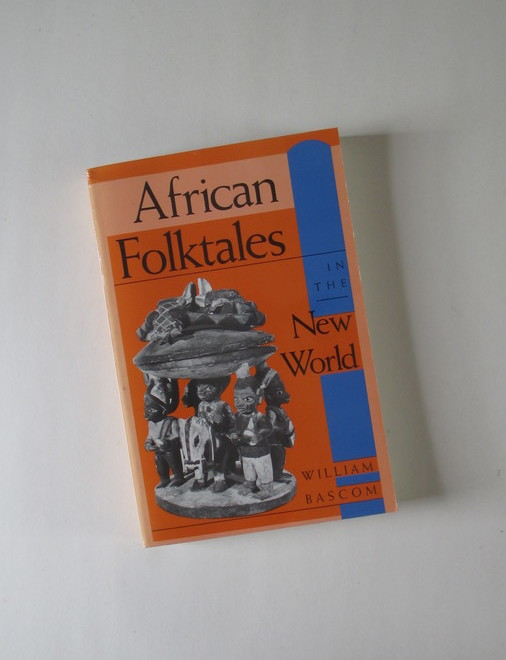 African
Folktales
IN
THE
New
World
WILLIAM
BASCOM